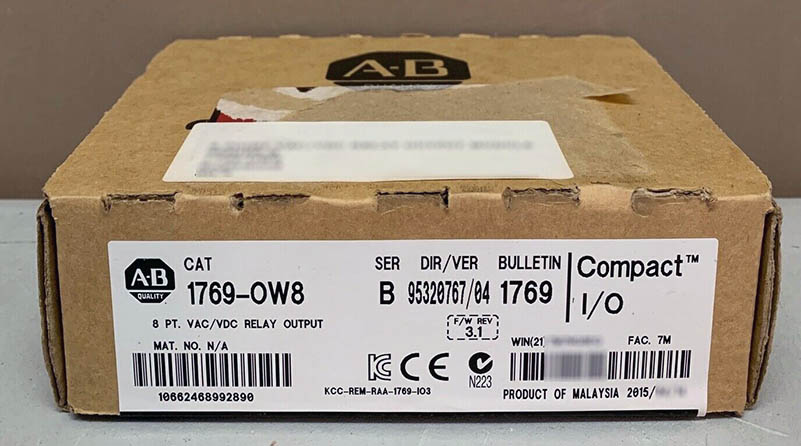 A-B
A-B
QUALITY
CAT
1769-OW8
SER
B
DIR/VER
95320767/04
BULLETIN
1769
Compact™
I/O
8 PT. VAC/VDC RELAY OUTPUT
F/W REV
3.1
MAT. NO. N/A
10662468992890
KCC-REM-RAA-1769-IO3
N223
CE
WIN(21)
FAC. 7M
PRODUCT OF MALAYSIA 2015/